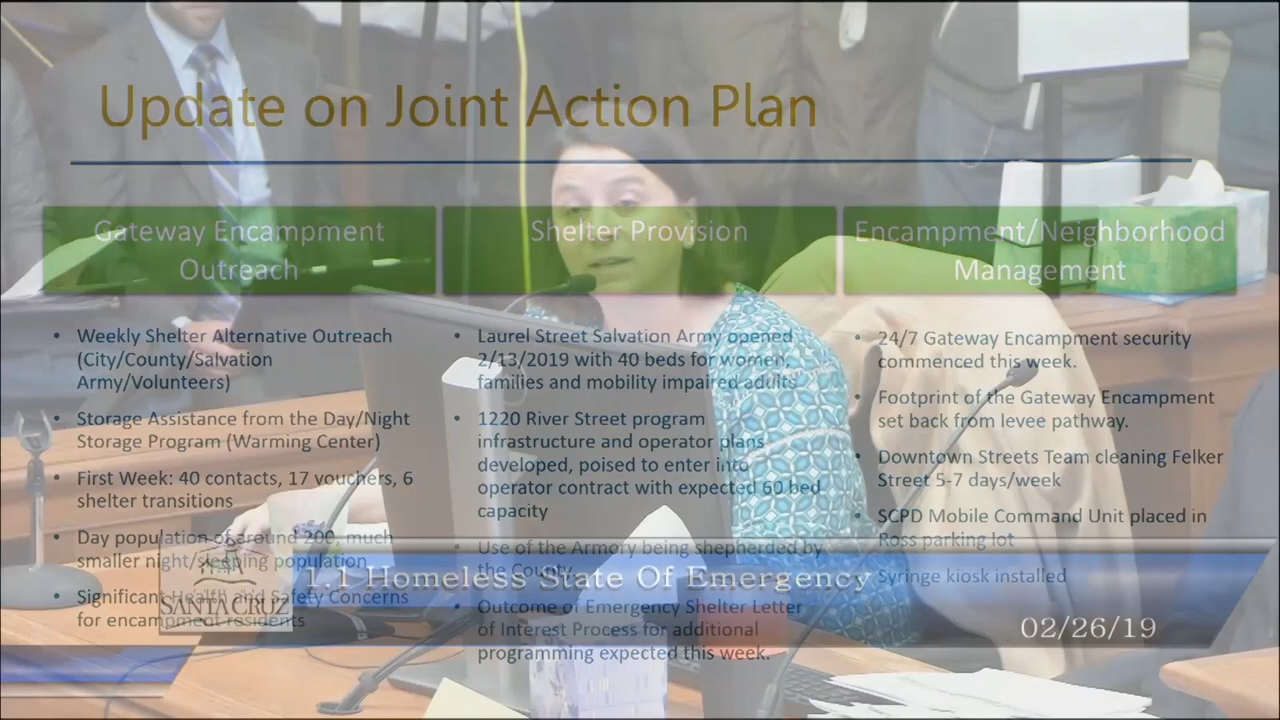 Update on Joint Action Plan
Gateway Encampment
Outreach
• Weekly Shelter Alternative Outreach
(City/County/Salvation
Army/Volunteers)
• Storage Assistance from the Day/Night
Storage Program (Warming Center)
• First Week: 40 contacts, 17 vouchers, 6
shelter transitions
• Day population of around 200, much
smaller night/sleeping population
• Significant Health and Safety Concerns
for encampment residents
Shelter Provision
• Laurel Street Salvation Army opened
2/13/2019 with 40 beds for women,
families and mobility impaired adults
• 1220 River Street program
infrastructure and operator plans
developed, poised to enter into
operator contract with expected 60 bed
capacity
• Use of the Armory being shepherded by
the County
• Outcome of Emergency Shelter Letter
of Interest Process for additional
programming expected this week.
Encampment/Neighborhood
Management
• 24/7 Gateway Encampment security
commenced this week.
• Footprint of the Gateway Encampment
set back from levee pathway.
• Downtown Streets Team cleaning Felker
Street 5-7 days/week
• SCPD Mobile Command Unit placed in
Ross parking lot
• Syringe kiosk installed
1.1 Homeless State Of Emergency
SANTA CRUZ
02/26/19